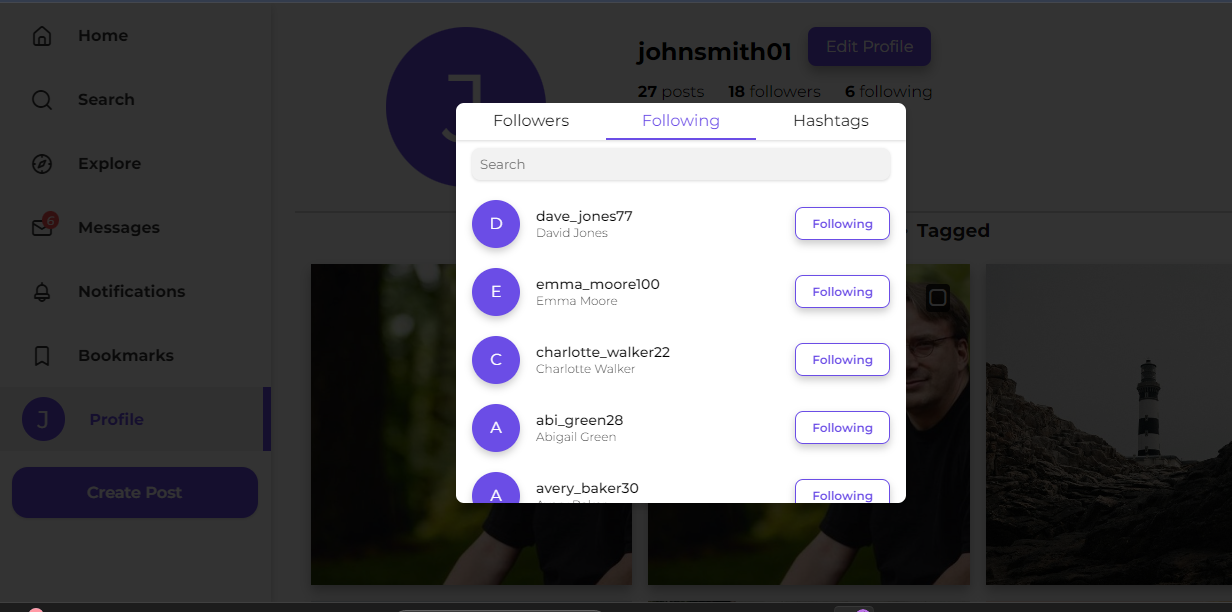 Home
Search
Explore
6
Messages
Notifications
Bookmarks
J
Profile
Create Post
J
johnsmith01
Edit Profile
27 posts
18 followers
6 following
Tagged
Followers
Following
Hashtags
Search
D
dave_jones77
David Jones
Following
E
emma_moore100
Emma Moore
Following
C
charlotte_walker22
Charlotte Walker
Following
A
abi_green28
Abigail Green
Following
A
avery_baker30
Following